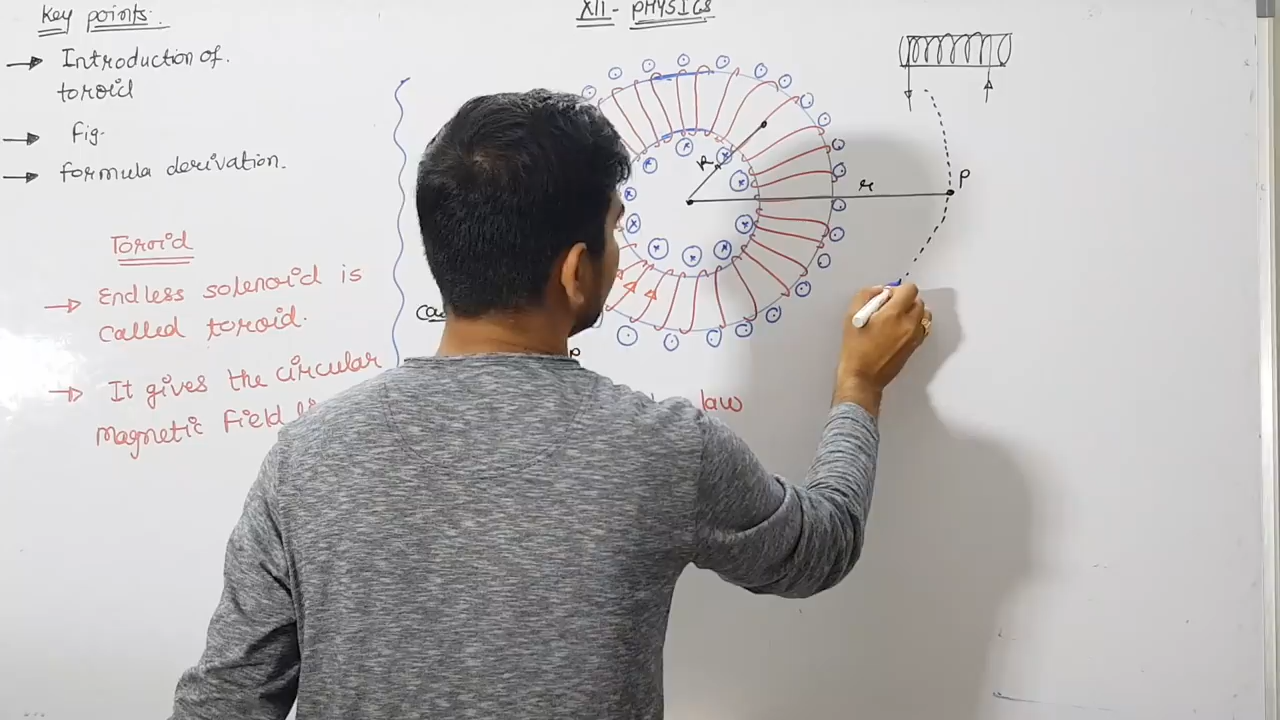 Key points:
→ Introduction of.
toroid
→ Fig.
→ formula derivation.
Toroid
→ Endless solenoid is
called toroid.
→ It gives the circular
Magnetic Field
XII - PHYSICS
r
r
P
P
law